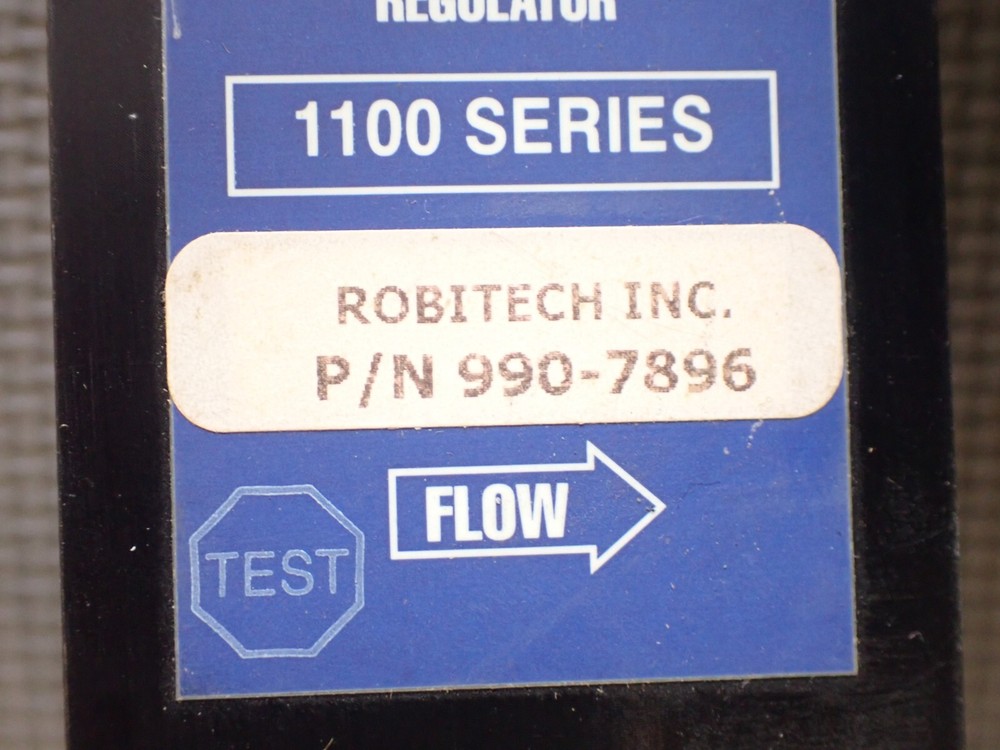 REGULATOR
1100 SERIES
ROBITECH INC.
P/N 990-7896
FLOW
TEST